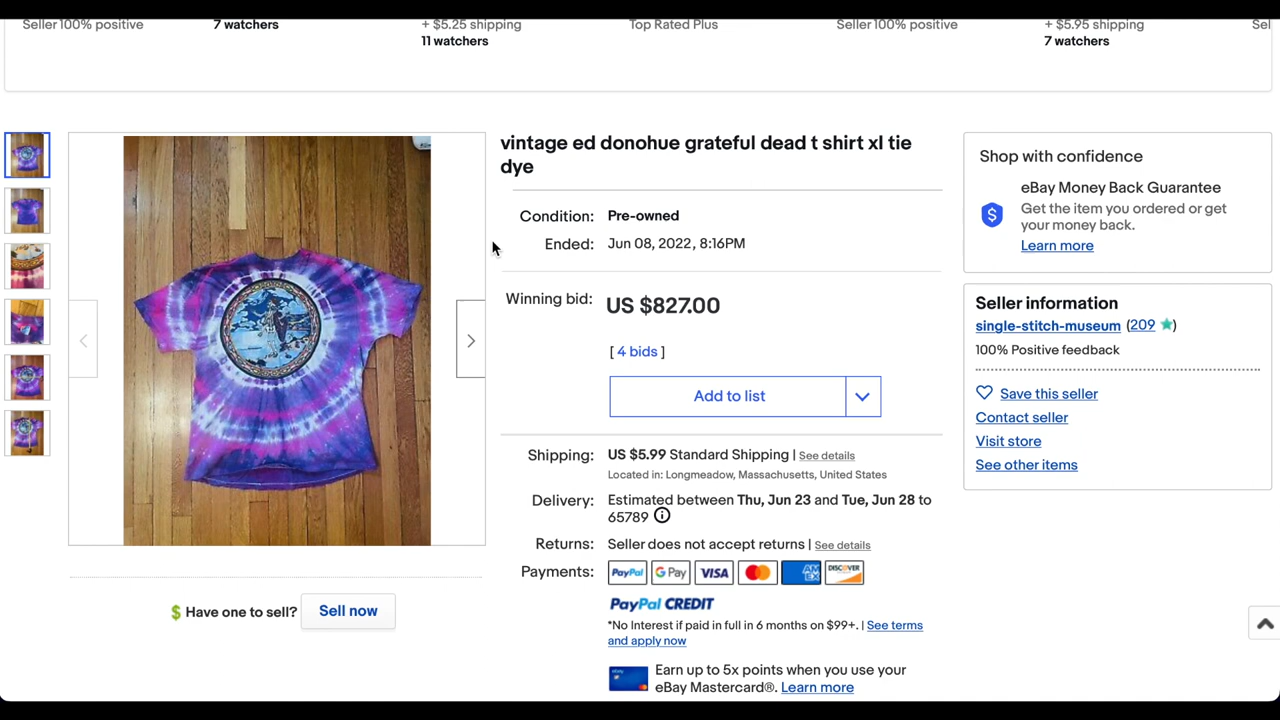 Seller 100% positive
7 watchers
+ $5.25 shipping
11 watchers
Top Rated Plus
Seller 100% positive
+ $5.95 shipping
7 watchers
Sel
vintage ed donohue grateful dead t shirt xl tie
dye
Condition: Pre-owned
Ended: Jun 08, 2022, 8:16PM
Winning bid: US $827.00
[ 4 bids ]
Add to list
Shipping: US $5.99 Standard Shipping | See details
Located in: Longmeadow, Massachusetts, United States
Delivery: Estimated between Thu, Jun 23 and Tue, Jun 28 to
65789
Returns: Seller does not accept returns | See details
Payments: PayPal G Pay VISA MasterCard AM EX DISCOVER
PayPal CREDIT
*No Interest if paid in full in 6 months on $99+. | See terms
and apply now
Earn up to 5x points when you use your
eBay Mastercard®. Learn more
$ Have one to sell? Sell now
Shop with confidence
eBay Money Back Guarantee
$
Get the item you ordered or get
your money back.
Learn more
Seller information
single-stitch-museum (209)
100% Positive feedback
Save this seller
Contact seller
Visit store
See other items